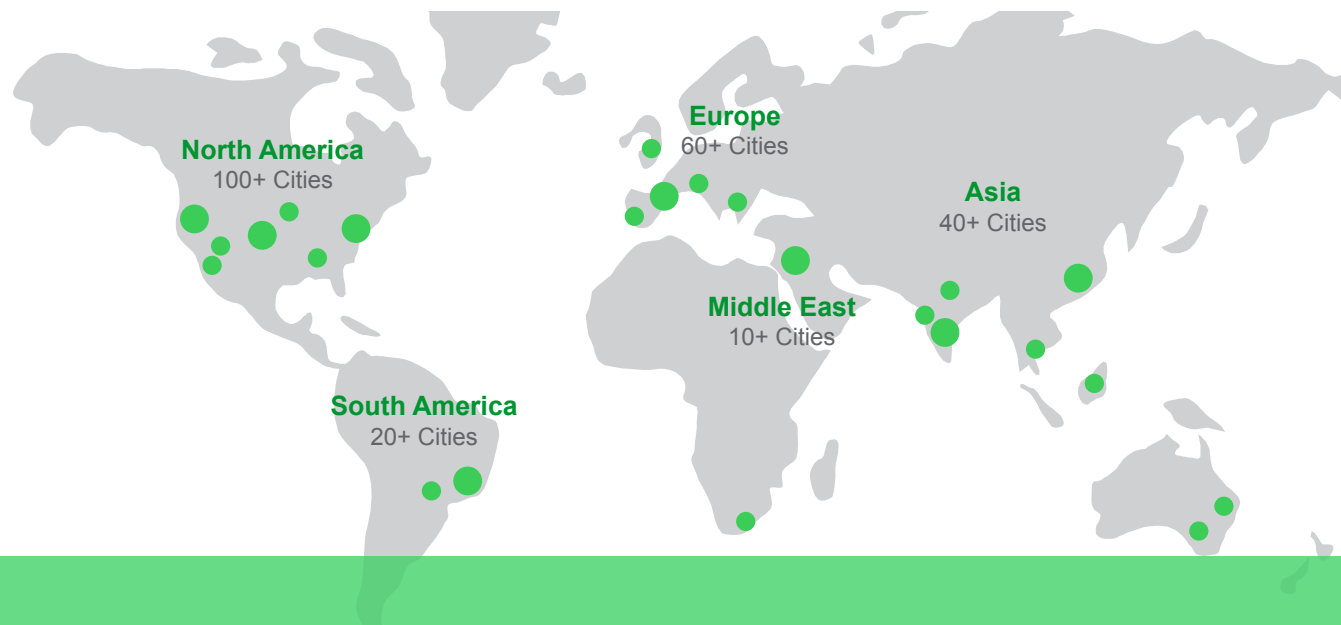 North America
100+ Cities
Europe
60+ Cities
Asia
40+ Cities
Middle East
10+ Cities
South America
20+ Cities